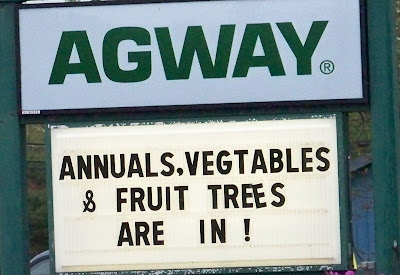 AGWAY®
ANNUALS,VEGTABLES
& FRUIT TREES
ARE IN!